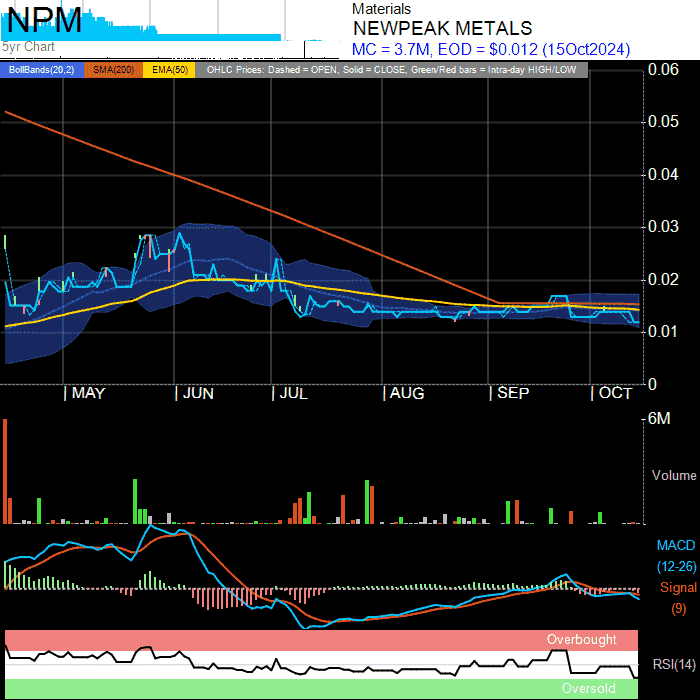 NPM
5yr Chart
Materials
NEWPEAK METALS
MC = 3.7M, EOD = $0.012 (15Oct2024)
BollBands(20,2) SMA(200) EMA(50) OHLC Prices: Dashed = OPEN, Solid = CLOSE, Green/Red bars = Intra-day HIGH/LOW
0.06
0.05
0.04
0.03
0.02
0.01
0
| MAY | JUN | JUL | AUG | SEP | OCT
6M
Volume
MACD
(12-26)
Signal
(9)
Overbought
RSI(14)
Oversold